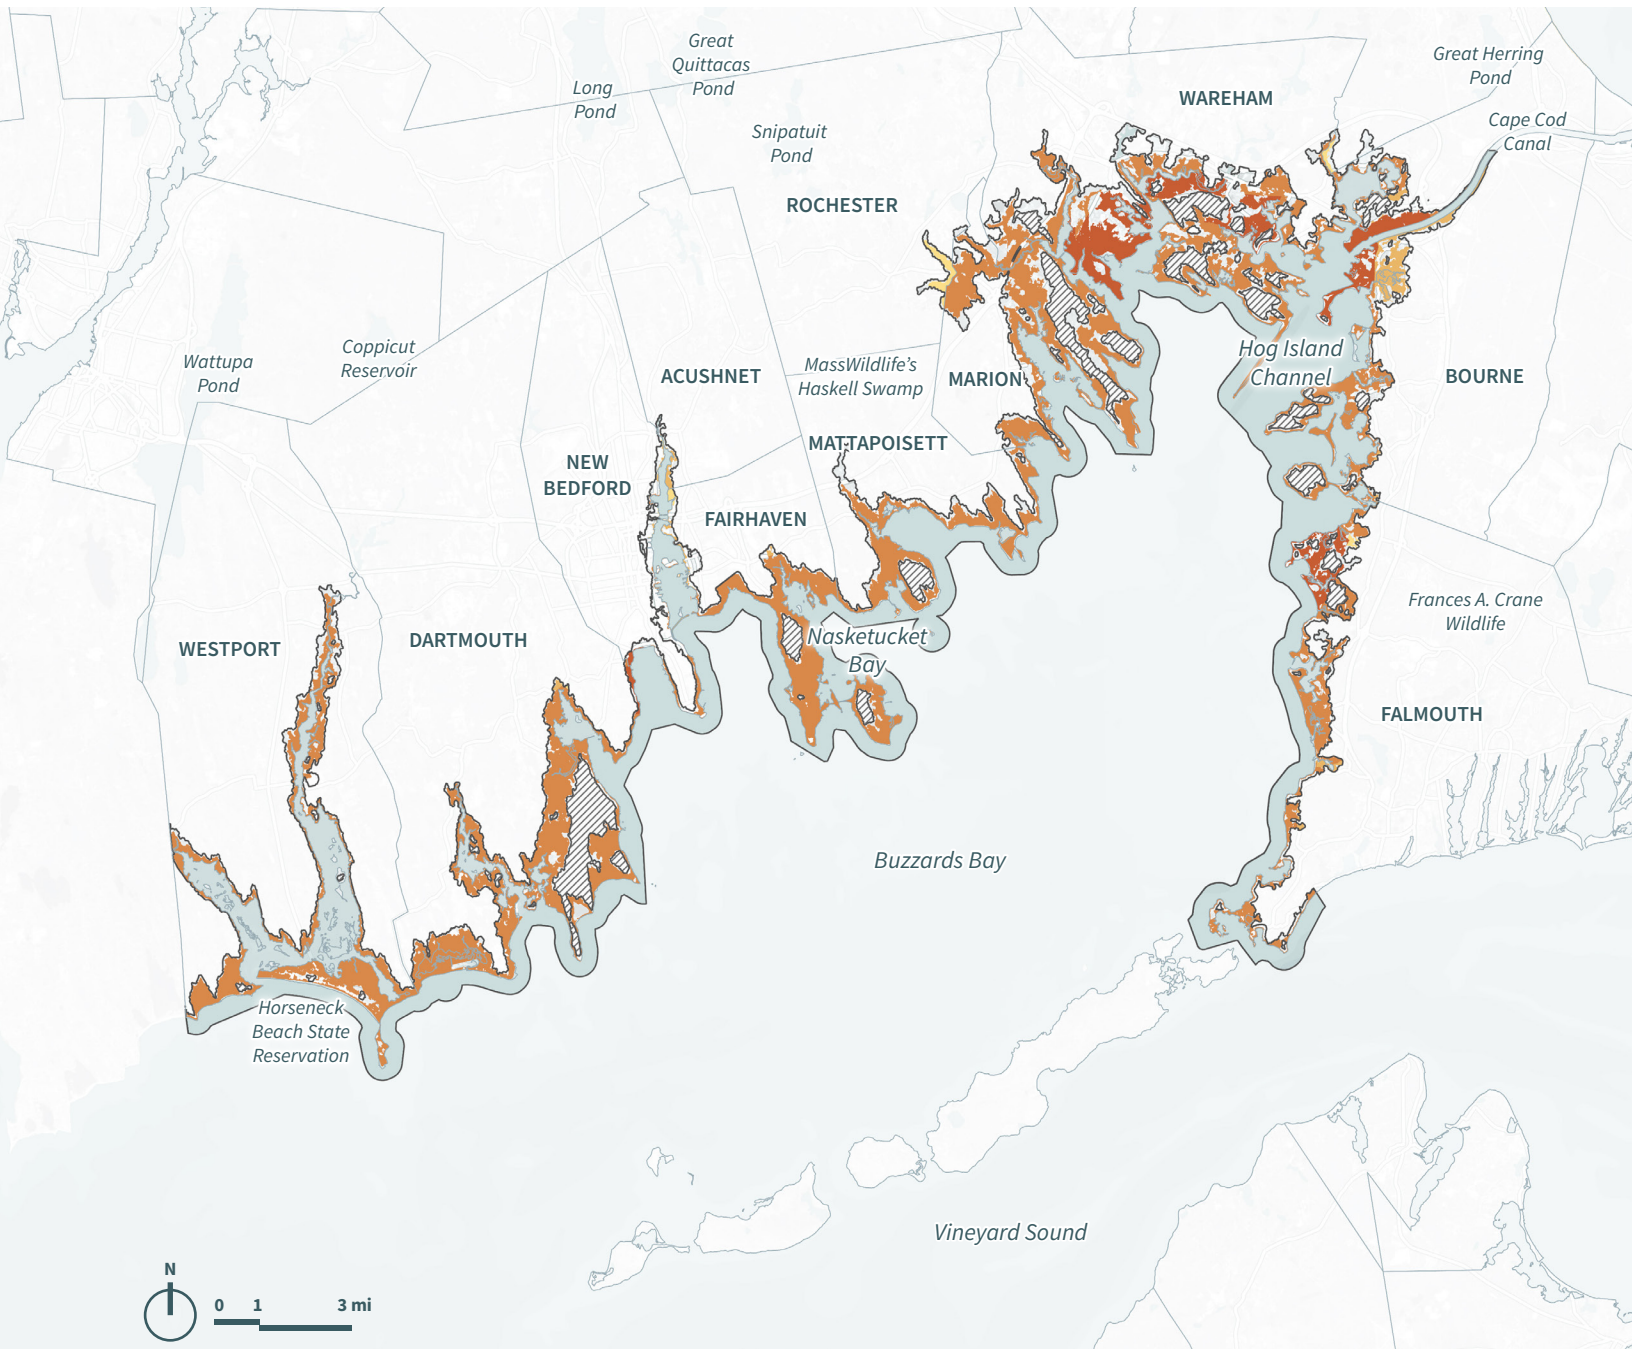 Great
Quittacas
Pond
Great Herring
Pond
Long
Pond
WAREHAM
Cape Cod
Canal
Snipatuit
Pond
ROCHESTER
Wattupa
Pond
Coppicut
Reservoir
ACUSHNET
MassWildlife’s
Haskell Swamp
MARION
Hog Island
Channel
BOURNE
MATTAPOISETT
NEW
BEDFORD
FAIRHAVEN
Frances A. Crane
Wildlife
WESTPORT
DARTMOUTH
Nasketucket
Bay
FALMOUTH
Buzzards Bay
Horseneck
Beach State
Reservation
Vineyard Sound
N
0 1 3 mi